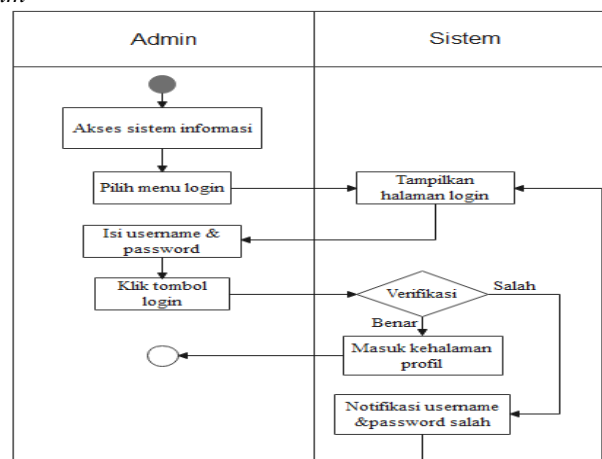 Admin
Sistem
Akses sistem informasi
Pilih menu login
Tampilkan
halaman login
Isi username &
password
Klik tombol
login
Verifikasi
Salah
Benar
Masuk kehalaman
profil
Notifikasi username
&password salah